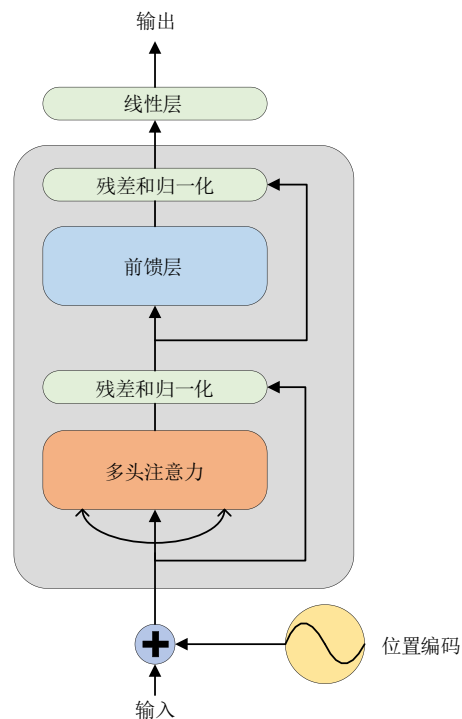 输出
线性层
残差和归一化
前馈层
残差和归一化
多头注意力
位置编码
输入